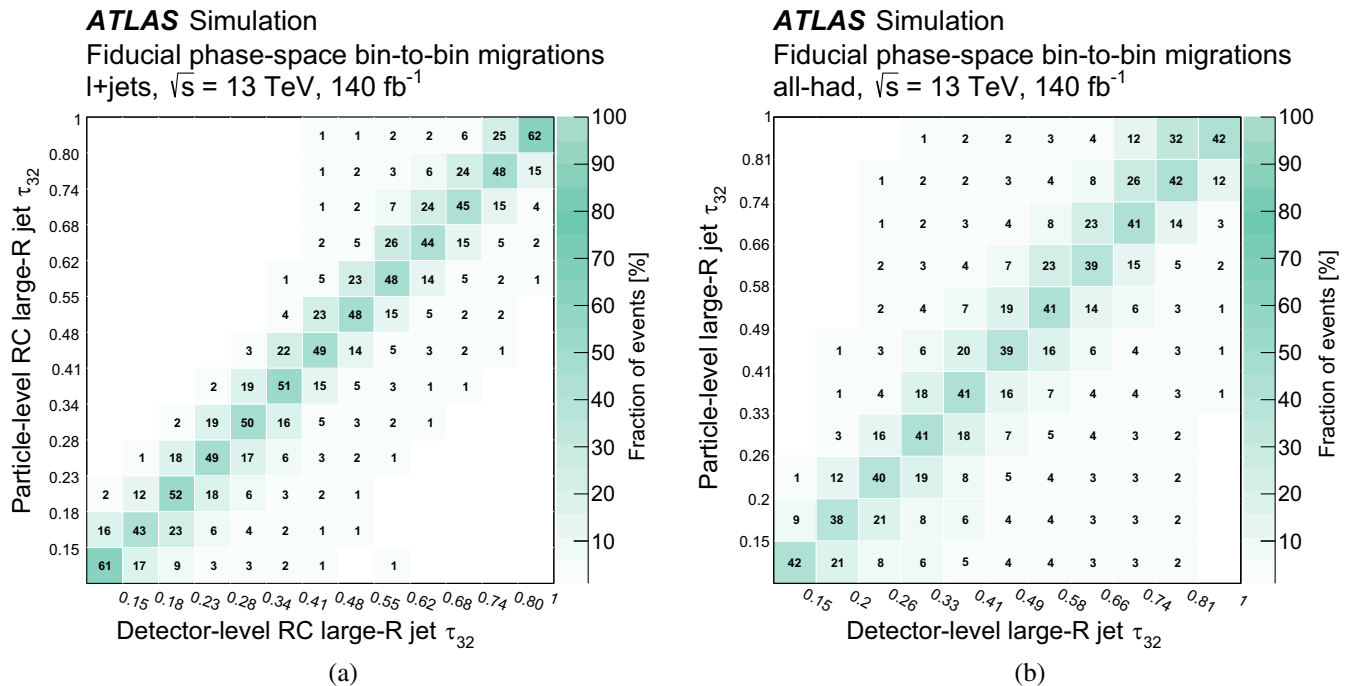 ATLAS Simulation
Fiducial phase-space bin-to-bin migrations
l+jets, √s = 13 TeV, 140 fb⁻¹
Particle-level RC large-R jet τ₃₂
1
0.80
0.74
0.68
0.62
0.55
0.48
0.41
0.34
0.28
0.23
0.18
0.15
1 1 2 2 6 25 62
1 2 3 6 24 48 15
1 2 7 24 45 15 4
2 5 26 44 15 5 2
1 5 23 48 14 5 2 1
4 23 48 15 5 2 2
3 22 49 14 5 3 2 1
2 19 51 15 5 3 1 1
2 19 50 16 5 3 2 1
1 18 49 17 6 3 2 1
2 12 52 18 6 3 2 1
16 43 23 6 4 2 1 1
61 17 9 3 3 2 1 1
0.15 0.18 0.23 0.28 0.34 0.41 0.48 0.55 0.62 0.68 0.74 0.80 1
Detector-level RC large-R jet τ₃₂
100
90
80
70
60
50
40
30
20
10
Fraction of events [%]
(a)
ATLAS Simulation
Fiducial phase-space bin-to-bin migrations
all-had, √s = 13 TeV, 140 fb⁻¹
Particle-level large-R jet τ₃₂
1
0.81
0.74
0.66
0.58
0.49
0.41
0.33
0.26
0.2
0.15
1 2 2 3 4 12 32 42
1 2 2 3 4 8 26 42 12
1 2 3 4 8 23 41 14 3
2 3 4 7 23 39 15 5 2
2 4 7 19 41 14 6 3 1
1 3 6 20 39 16 6 4 3 1
1 4 18 41 16 7 4 4 3 1
3 16 41 18 7 5 4 3 2
1 12 40 19 8 5 4 3 3 2
9 38 21 8 6 4 4 3 3 2
42 21 8 6 5 4 4 3 3 2
0.15 0.2 0.26 0.33 0.41 0.49 0.58 0.66 0.74 0.81 1
Detector-level large-R jet τ₃₂
100
90
80
70
60
50
40
30
20
10
Fraction of events [%]
(b)